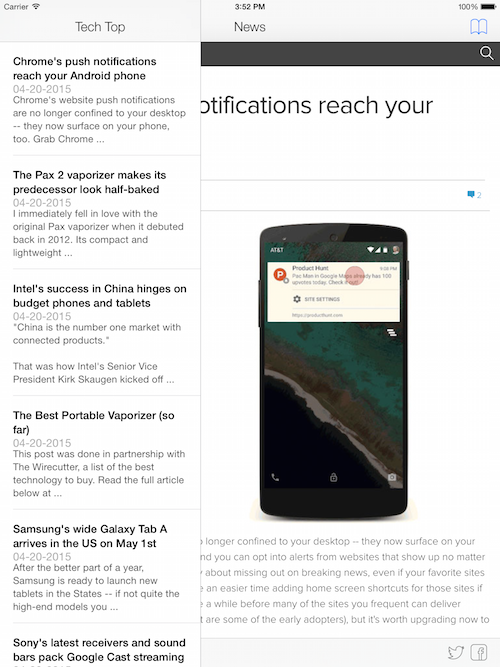 Carrier
3:52 PM
100%
Tech Top
News
Chrome's push notifications
reach your Android phone
04-20-2015
Chrome's website push notifications
are no longer confined to your desktop
-- they now surface on your phone,
too. Grab Chrome ...
The Pax 2 vaporizer makes its
predecessor look half-baked
04-20-2015
I immediately fell in love with the
original Pax vaporizer when it debuted
back in 2012. Its compact and
lightweight ...
Intel's success in China hinges on
budget phones and tablets
04-20-2015
"China is the number one market with
connected products."
That was how Intel's Senior Vice
President Kirk Skaugen kicked off ...
The Best Portable Vaporizer (so
far)
04-20-2015
This post was done in partnership with
The Wirecutter, a list of the best
technology to buy. Read the full article
below at ...
Samsung's wide Galaxy Tab A
arrives in the US on May 1st
04-20-2015
After the better part of a year,
Samsung is ready to launch new
tablets in the States -- if not quite the
high-end models you ...
Sony's latest receivers and sound
bars pack Google Cast streaming
04-20-2015
otifications reach your
2
AT&T
Product Hunt
9:08 PM
Pac Man in Google Maps already has 100
upvotes today. Check it out!
SITE SETTINGS
https://producthunt.com
longer confined to your desktop -- they now surface on your
nd you can opt into alerts from websites that show up no matter
about missing out on breaking news, even if your favorite sites
e an easier time adding home screen shortcuts for those sites if
e a while before many of the sites you frequent can deliver
t are some of the early adopters), but it's worth upgrading now to